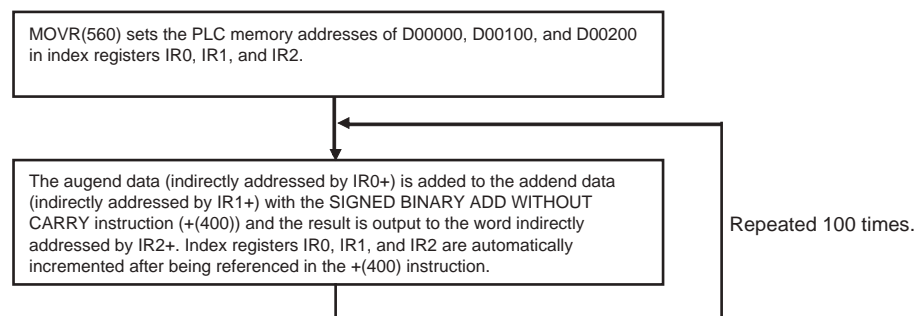 MOVR(560) sets the PLC memory addresses of D00000, D00100, and D00200
in index registers IR0, IR1, and IR2.
The augend data (indirectly addressed by IR0+) is added to the addend data
(indirectly addressed by IR1+) with the SIGNED BINARY ADD WITHOUT
CARRY instruction (+(400)) and the result is output to the word indirectly
addressed by IR2+. Index registers IR0, IR1, and IR2 are automatically
incremented after being referenced in the +(400) instruction.
Repeated 100 times.